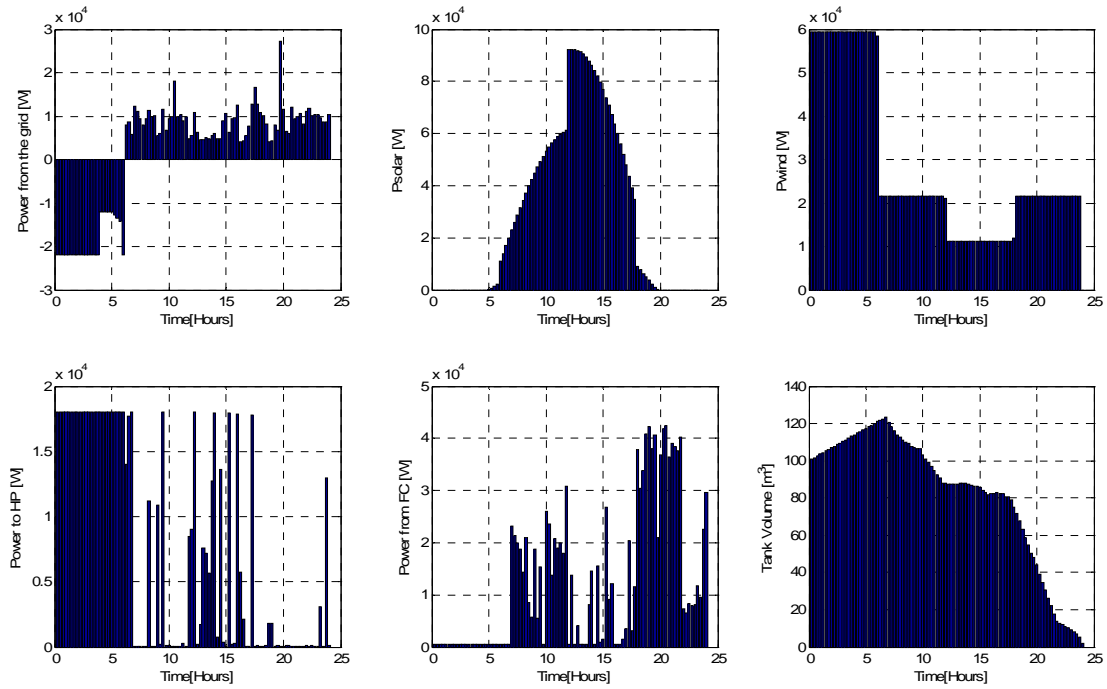 x 10^4
Power from the grid [W]
3
2
1
0
-1
-2
-3
0 5 10 15 20 25
Time[Hours]
x 10^4
Psolar [W]
10
8
6
4
2
0
0 5 10 15 20 25
Time[Hours]
x 10^4
Pwind [W]
6
5
4
3
2
1
0
0 5 10 15 20 25
Time[Hours]
x 10^4
Power to HP [W]
2
1.5
1
0.5
0
0 5 10 15 20 25
Time[Hours]
x 10^4
Power from FC [W]
5
4
3
2
1
0
0 5 10 15 20 25
Time[Hours]
Tank Volume [m³]
140
120
100
80
60
40
20
0
0 5 10 15 20 25
Time[Hours]